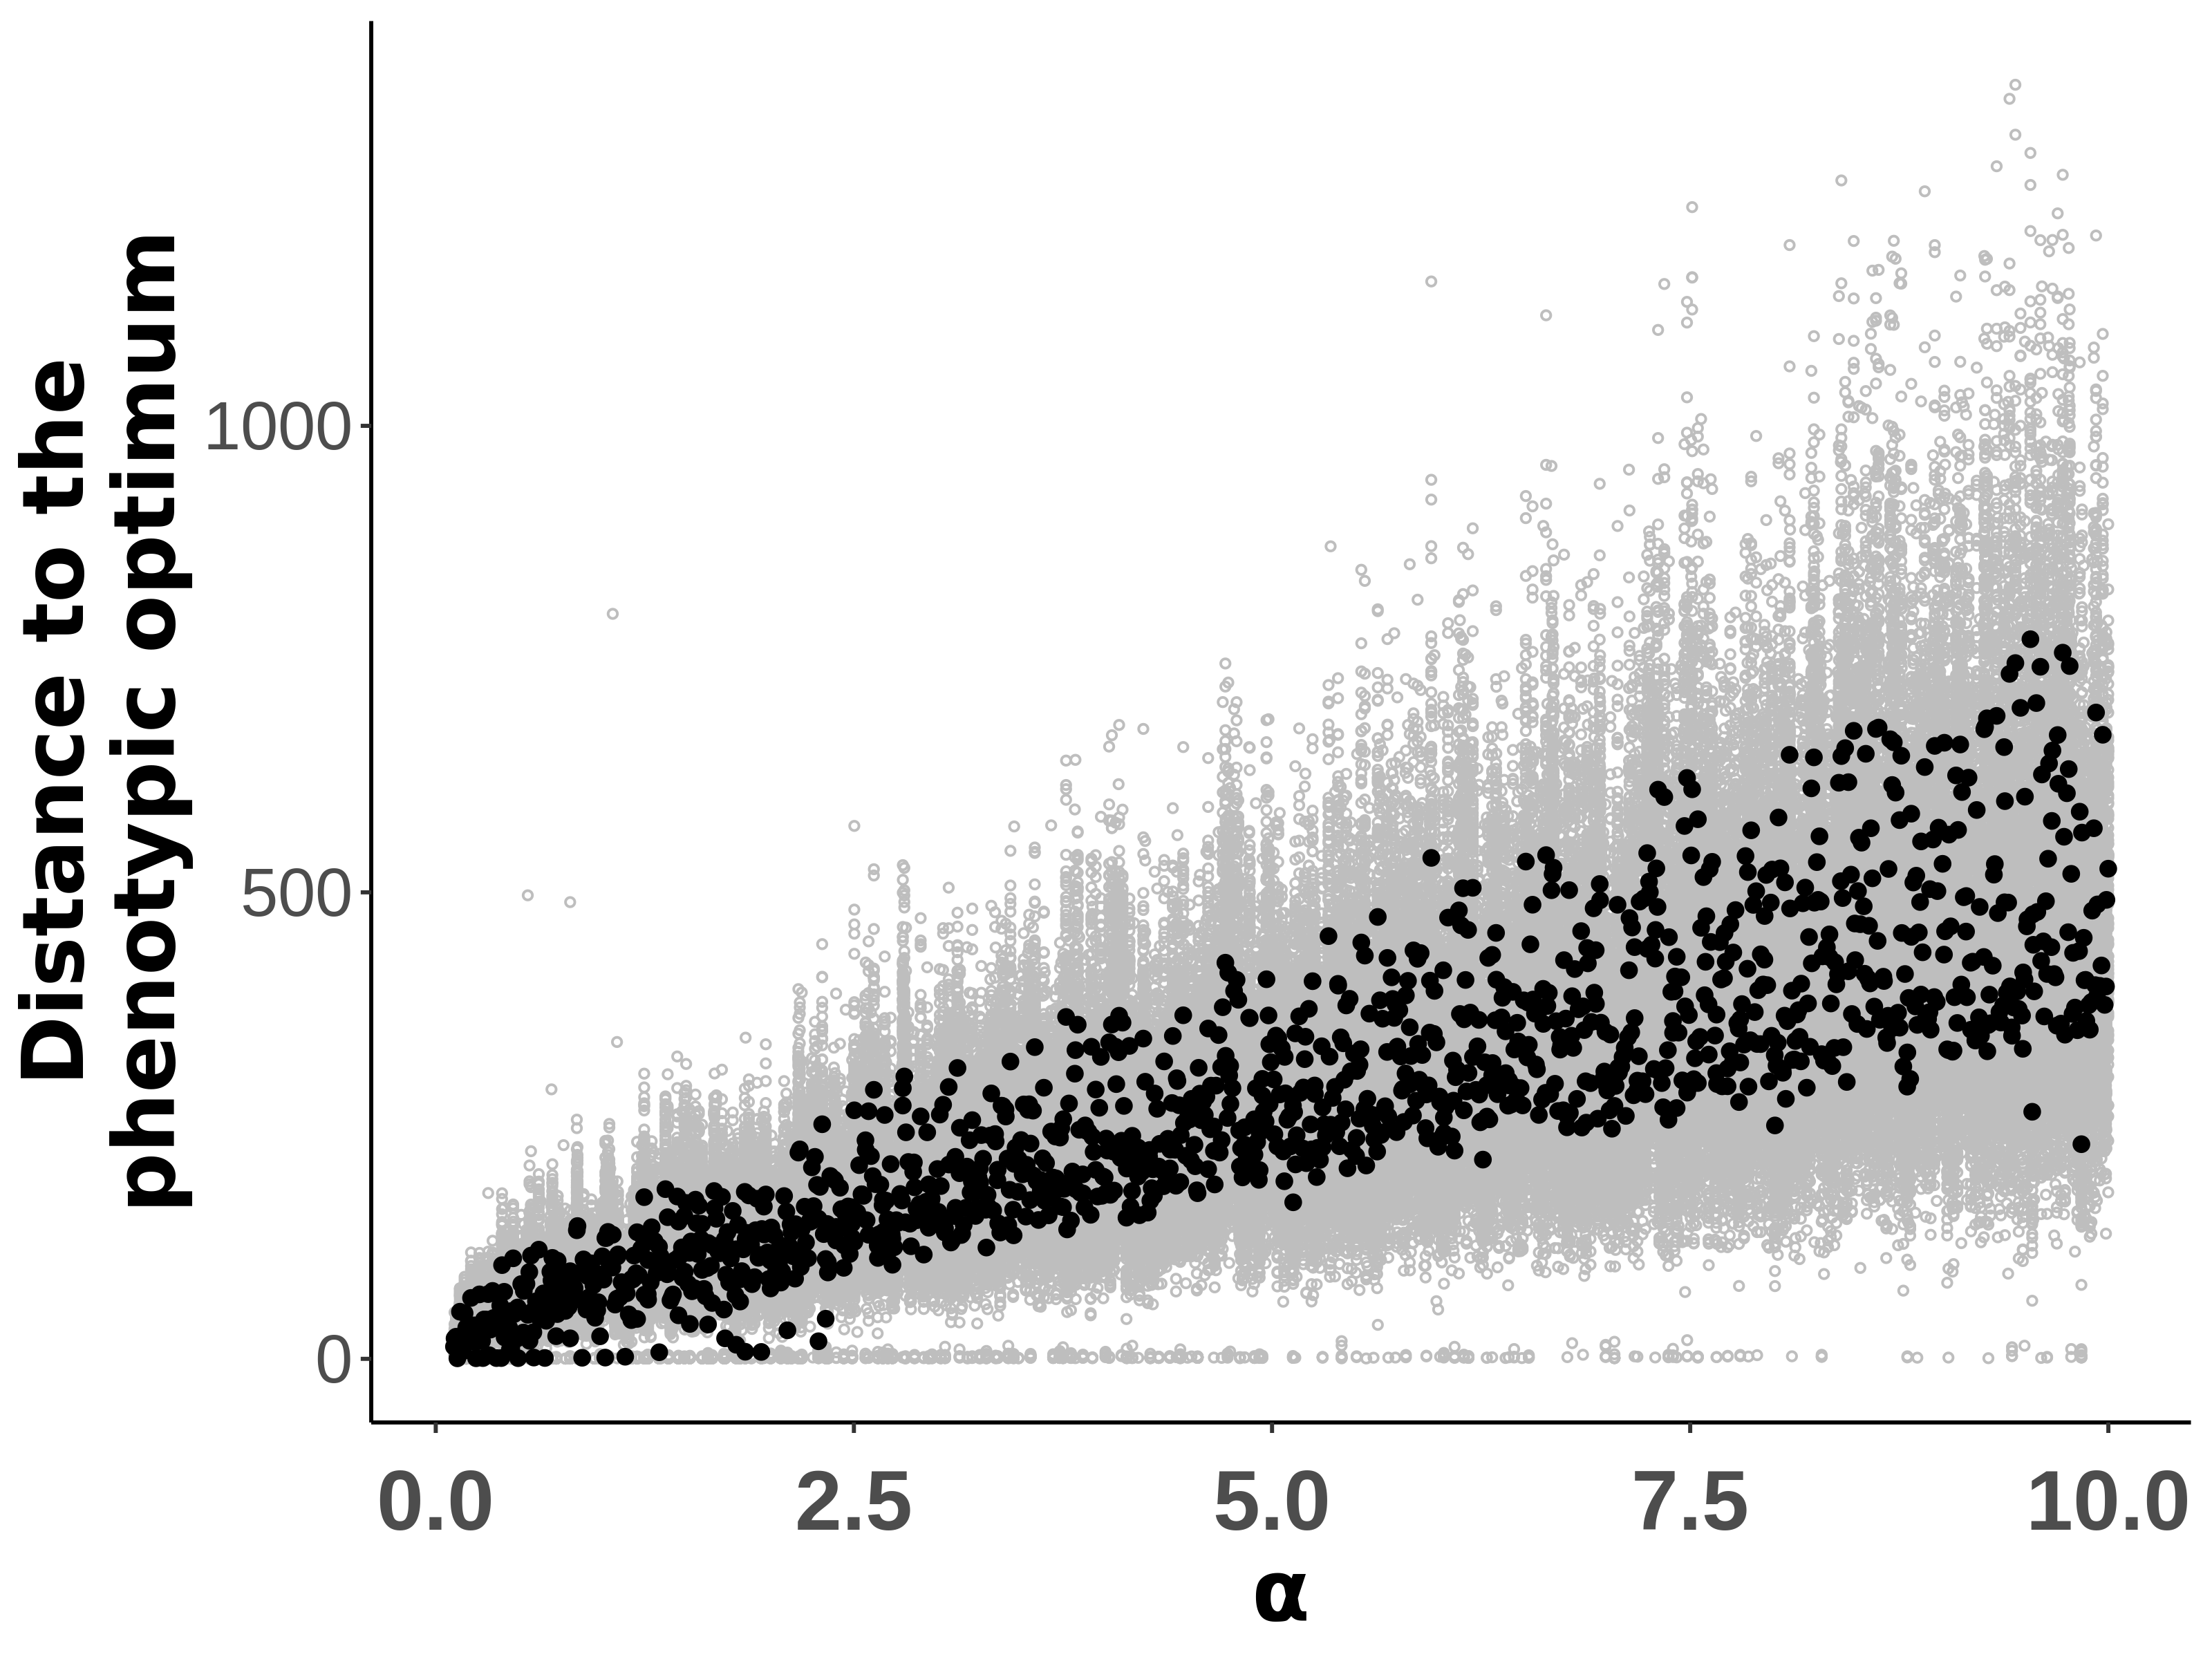 Distance to the
phenotypic optimum
1000
500
0
0.0 2.5 5.0 7.5 10.0
α